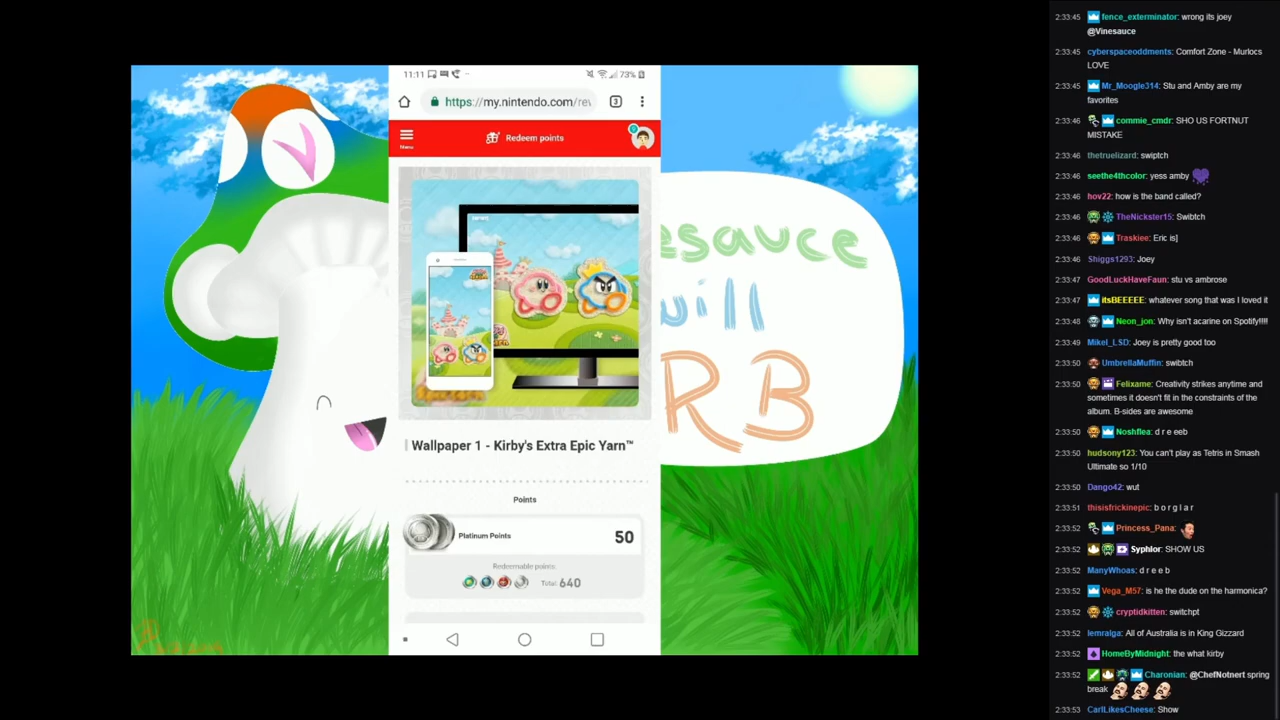 11:11
73%
https://my.nintendo.com/rev
3
Menu
Redeem points
Wallpaper 1 - Kirby's Extra Epic Yarn™
Points
Platinum Points
50
Redeemable points:
Total: 640
esauce
will
RB
2:33:45 fence_exterminator: wrong its joey
@Vinesauce
2:33:45 cyberspaceoddments: Comfort Zone - Murlocs
LOVE
2:33:45 Mr_Moogle314: Stu and Amby are my
favorites
2:33:46 commie_cmdr: SHO US FORTNUT
MISTAKE
2:33:46 thetruelizard: swiptch
2:33:46 seethe4thcolor: yess amby
2:33:46 hov22: how is the band called?
2:33:46 TheNickster15: Swibtch
2:33:46 Traskiee: Eric is]
2:33:46 Shiggs1293: Joey
2:33:47 GoodLuckHaveFaun: stu vs ambrose
2:33:47 itsBEEEEE: whatever song that was I loved it
2:33:48 Neon_jon: Why isn't acarine on Spotify!!!!!
2:33:49 Mikel_LSD: Joey is pretty good too
2:33:50 UmbrellaMuffin: swibtch
2:33:50 Felixame: Creativity strikes anytime and
sometimes it doesn't fit in the constraints of the
album. B-sides are awesome
2:33:50 Noshflea: d r e e b
2:33:50 hudsony123: You can't play as Tetris in Smash
Ultimate so 1/10
2:33:50 Dango42: wut
2:33:51 thisisfrickinepic: b o r g l a r
2:33:52 Princess_Pana:
2:33:52 Syphlor: SHOW US
2:33:52 ManyWhoas: d r e e b
2:33:52 Vega_M57: is he the dude on the harmonica?
2:33:52 cryptidkitten: switchpt
2:33:52 lemralga: All of Australia is in King Gizzard
2:33:52 HomeByMidnight: the what kirby
2:33:52 Charonian: @ChefNotnert spring
break
2:33:53 CarlLikesCheese: Show